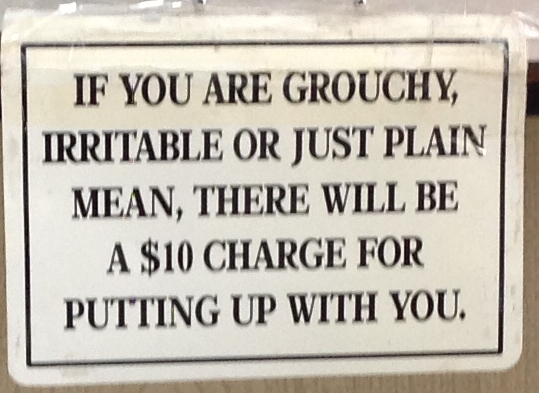 IF YOU ARE GROUCHY,
IRRITABLE OR JUST PLAIN
MEAN, THERE WILL BE
A $10 CHARGE FOR
PUTTING UP WITH YOU.